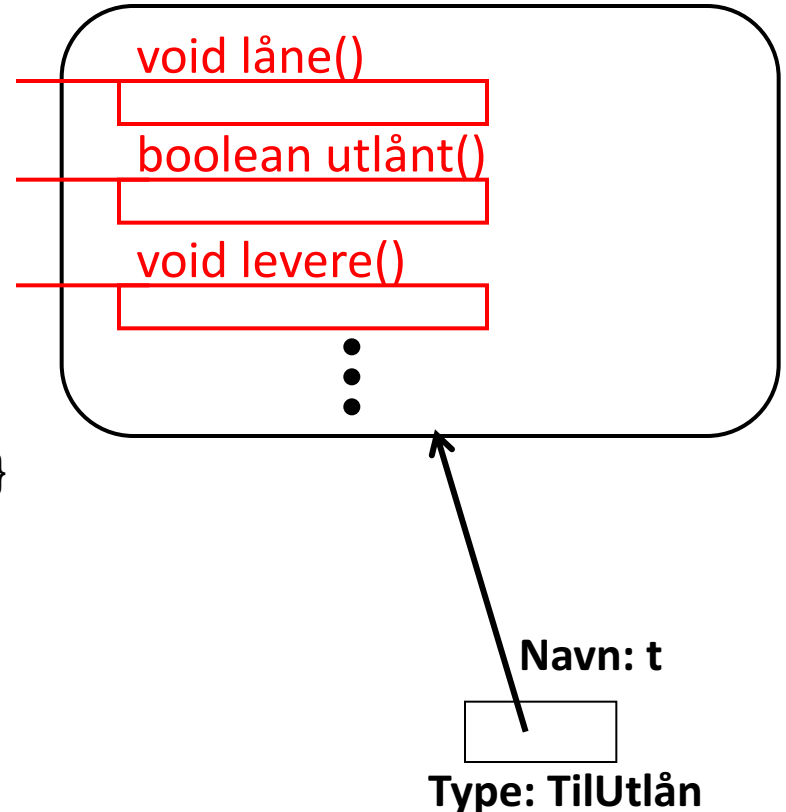 void låne()
boolean utlånt()
void levere()
}
Navn: t
Type: TilUtlån